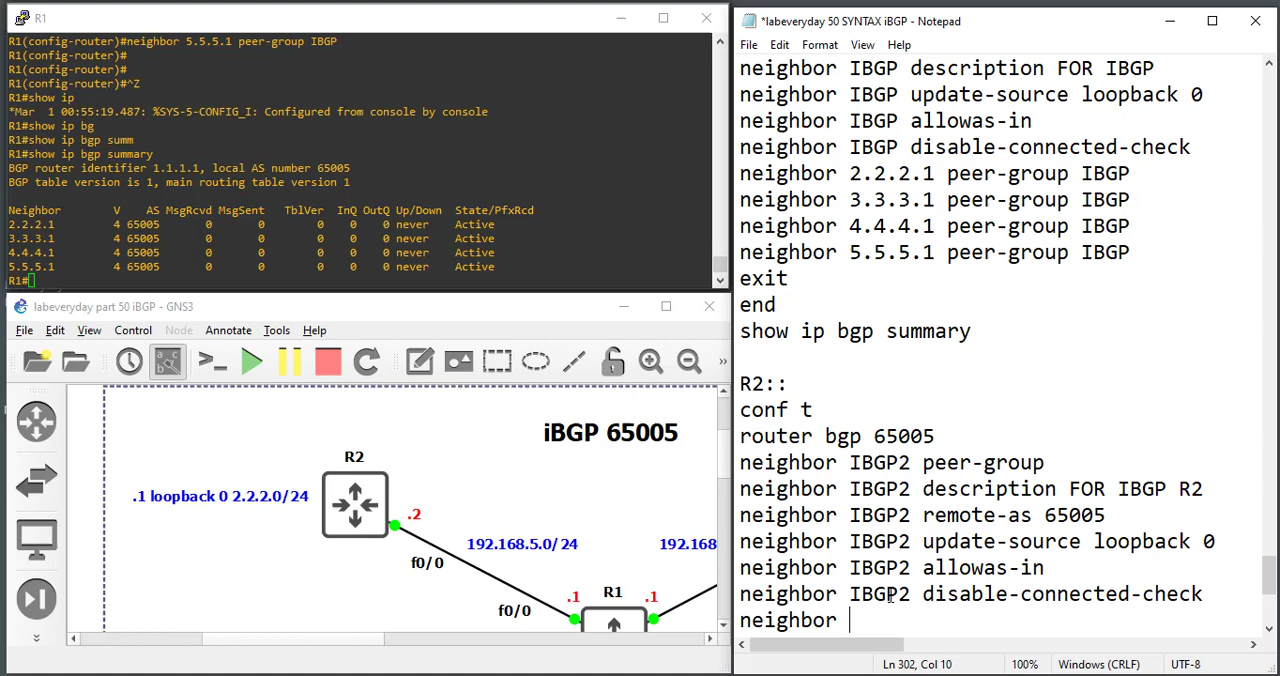 R1
R1(config-router)#neighbor 5.5.5.1 peer-group IBGP
R1(config-router)#
R1(config-router)#
R1(config-router)#^Z
R1#show ip
*Mar  1 00:55:19.487: %SYS-5-CONFIG_I: Configured from console by console
R1#show ip bg
R1#show ip bgp summ
R1#show ip bgp summary
BGP router identifier 1.1.1.1, local AS number 65005
BGP table version is 1, main routing table version 1
Neighbor V AS MsgRcvd MsgSent TblVer InQ OutQ Up/Down State/PfxRcd
2.2.2.1 4 65005 0 0 0 0 0 never Active
3.3.3.1 4 65005 0 0 0 0 0 never Active
4.4.4.1 4 65005 0 0 0 0 0 never Active
5.5.5.1 4 65005 0 0 0 0 0 never Active
R1#
labeveryday part 50 iBGP - GNS3
File Edit View Control Node Annotate Tools Help
abc
»
iBGP 65005
R2
.1 loopback 0 2.2.2.0/24
.2
192.168.5.0/24
192.168
f0/0
R1
.1
.1
f0/0
*labeveryday 50 SYNTAX iBGP - Notepad
File Edit Format View Help
neighbor IBGP description FOR IBGP
neighbor IBGP update-source loopback 0
neighbor IBGP allowas-in
neighbor IBGP disable-connected-check
neighbor 2.2.2.1 peer-group IBGP
neighbor 3.3.3.1 peer-group IBGP
neighbor 4.4.4.1 peer-group IBGP
neighbor 5.5.5.1 peer-group IBGP
exit
end
show ip bgp summary
R2::
conf t
router bgp 65005
neighbor IBGP2 peer-group
neighbor IBGP2 description FOR IBGP R2
neighbor IBGP2 remote-as 65005
neighbor IBGP2 update-source loopback 0
neighbor IBGP2 allowas-in
neighbor IBGP2 disable-connected-check
neighbor
Ln 302, Col 10
100%
Windows (CRLF)
UTF-8